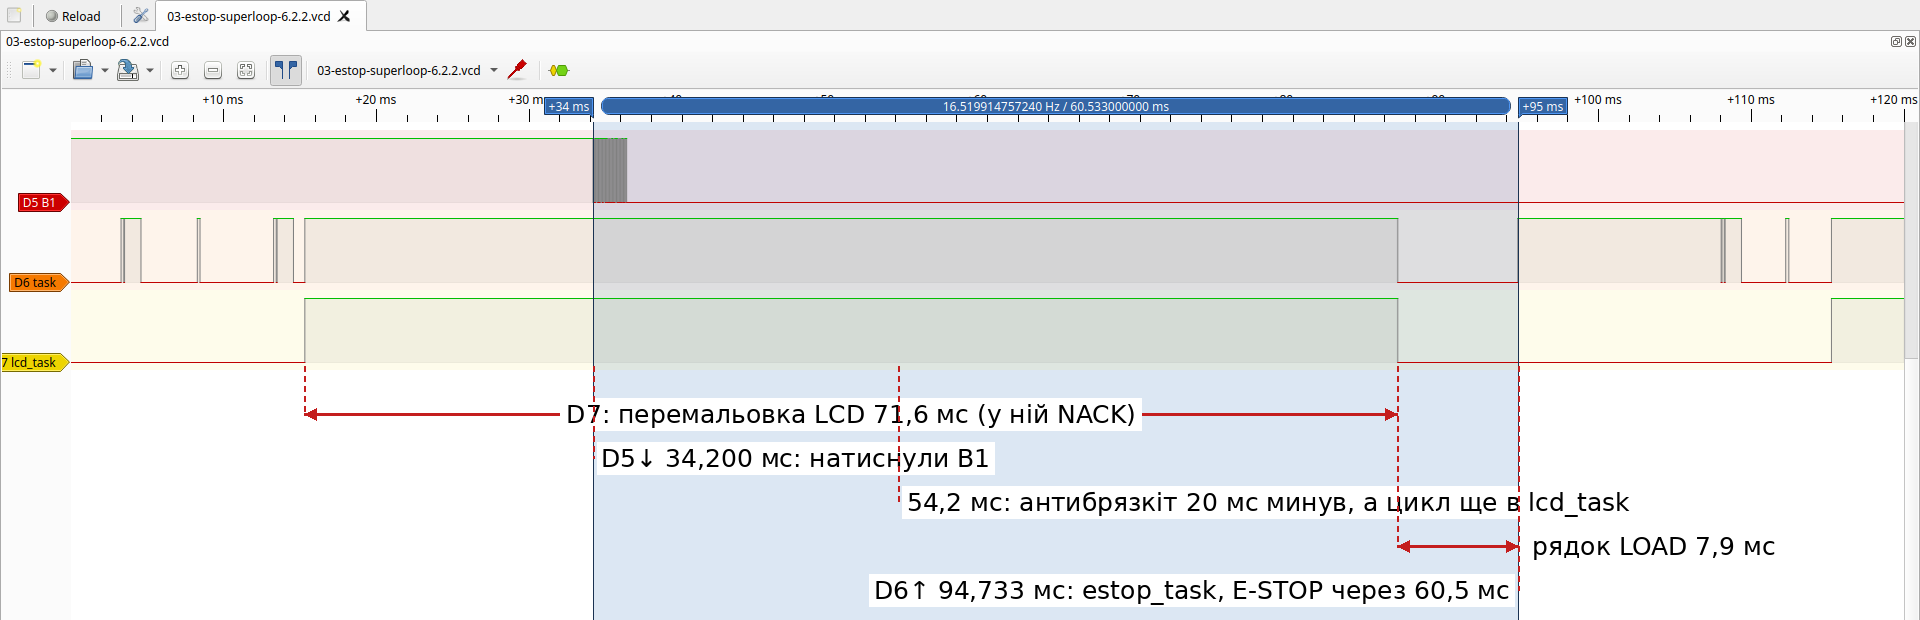 Reload
03-estop-superloop-6.2.2.vcd
03-estop-superloop-6.2.2.vcd
03-estop-superloop-6.2.2.vcd
+10 ms +20 ms +30 m +34 ms 16.519914757240 Hz / 60.533000000 ms +95 ms +100 ms +110 ms +120 ms
D5 B1
D6 task
7 lcd_task
D7: перемальовка LCD 71,6 мс (у ній NACK)
D5↓ 34,200 мс: натиснули B1
54,2 мс: антибрязкіт 20 мс минув, а цикл ще в lcd_task
рядок LOAD 7,9 мс
D6↑ 94,733 мс: estop_task, E-STOP через 60,5 мс